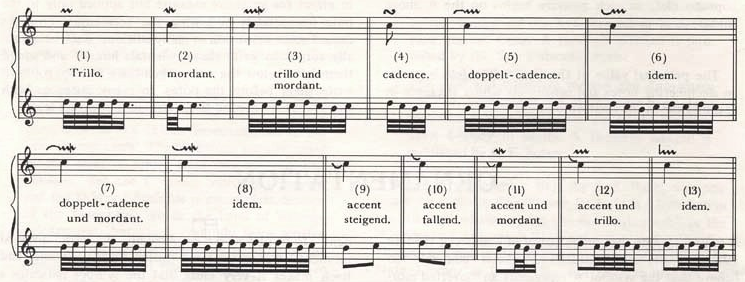 (1) (2) (3) (4) (5) (6)
Trillo. mordant. trillo und cadence. doppelt-cadence. idem.
mordant.
(7) (8) (9) (10) (11) (12) (13)
doppelt-cadence idem. accent accent accent und accent und idem.
und mordant. steigend. fallend. mordant. trillo.